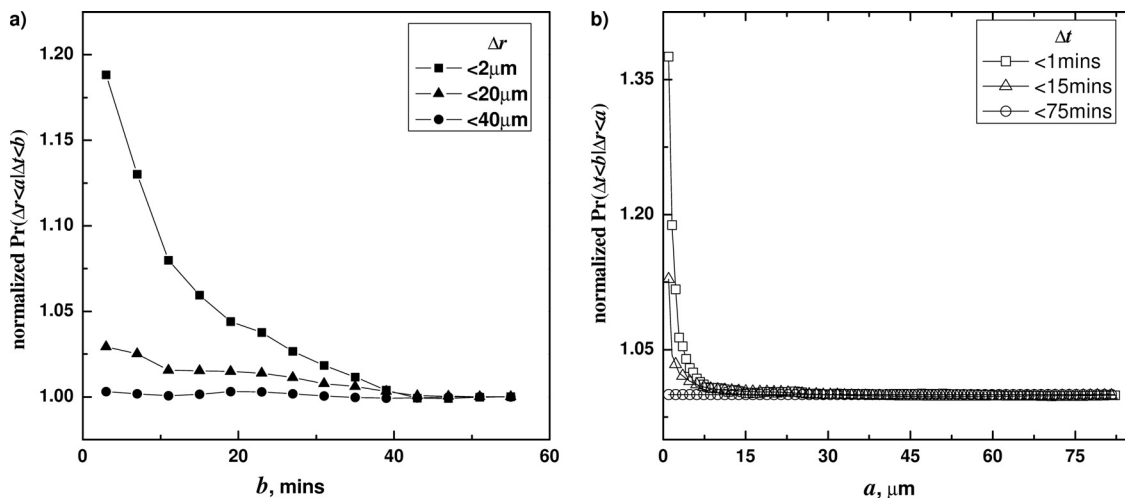 a)
Δr
<2μm
<20μm
<40μm
1.20
1.15
1.10
1.05
1.00
0 20 40 60
b, mins
normalized Pr(Δr<a|Δt<b)
b)
Δt
<1mins
<15mins
<75mins
1.35
1.20
1.05
0 15 30 45 60 75
a, μm
normalized Pr(Δt<b|Δr<a)